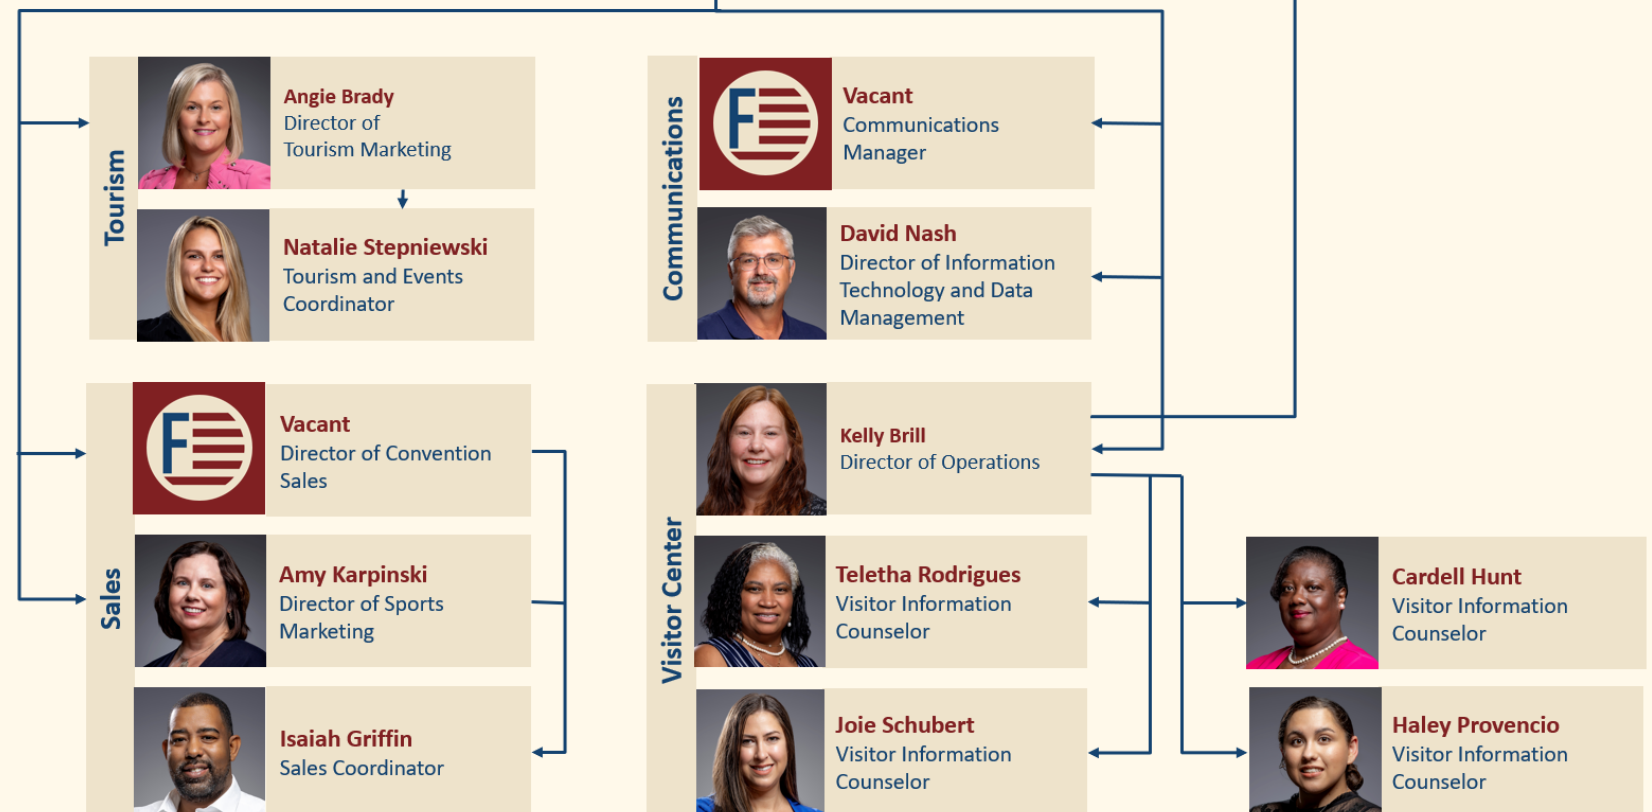 Tourism
Angie Brady
Director of
Tourism Marketing
Natalie Stepniewski
Tourism and Events
Coordinator
Communications
F
Vacant
Communications
Manager
David Nash
Director of Information
Technology and Data
Management
Sales
F
Vacant
Director of Convention
Sales
Amy Karpinski
Director of Sports
Marketing
Isaiah Griffin
Sales Coordinator
Visitor Center
Kelly Brill
Director of Operations
Teletha Rodrigues
Visitor Information
Counselor
Joie Schubert
Visitor Information
Counselor
Cardell Hunt
Visitor Information
Counselor
Haley Provencio
Visitor Information
Counselor